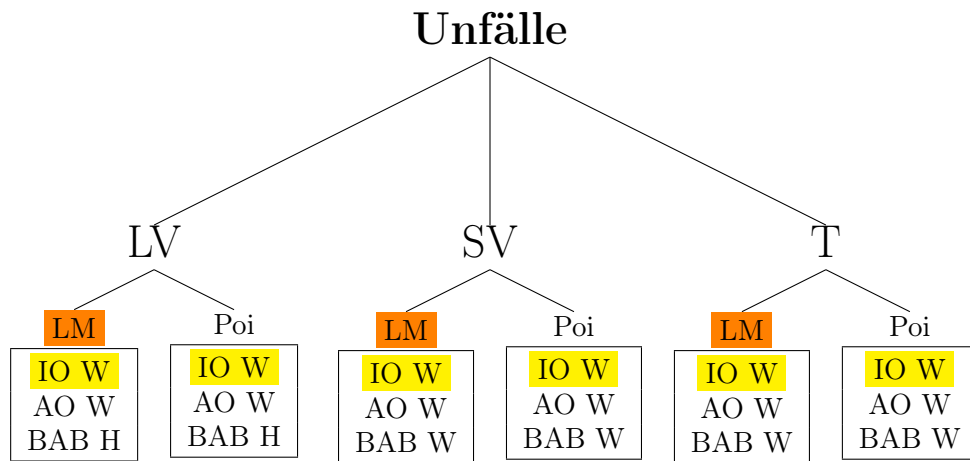 Unfälle
LV SV T
LM Poi LM Poi LM Poi
IO W IO W IO W IO W IO W IO W
AO W AO W AO W AO W AO W AO W
BAB H BAB H BAB W BAB W BAB W BAB W